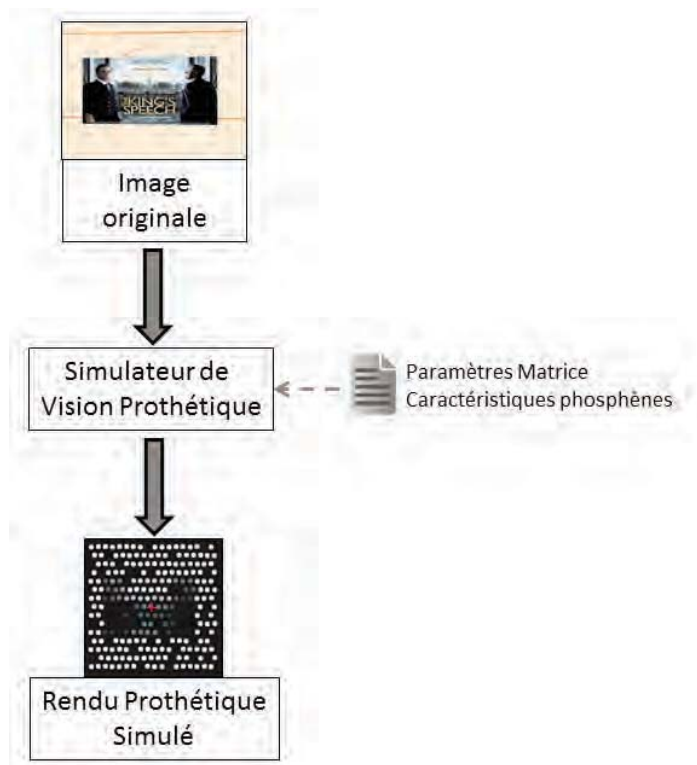 KING'S
SPEECH
Image
originale
Simulateur de
Vision Prothétique
Paramètres Matrice
Caractéristiques phosphènes
Rendu Prothétique
Simulé